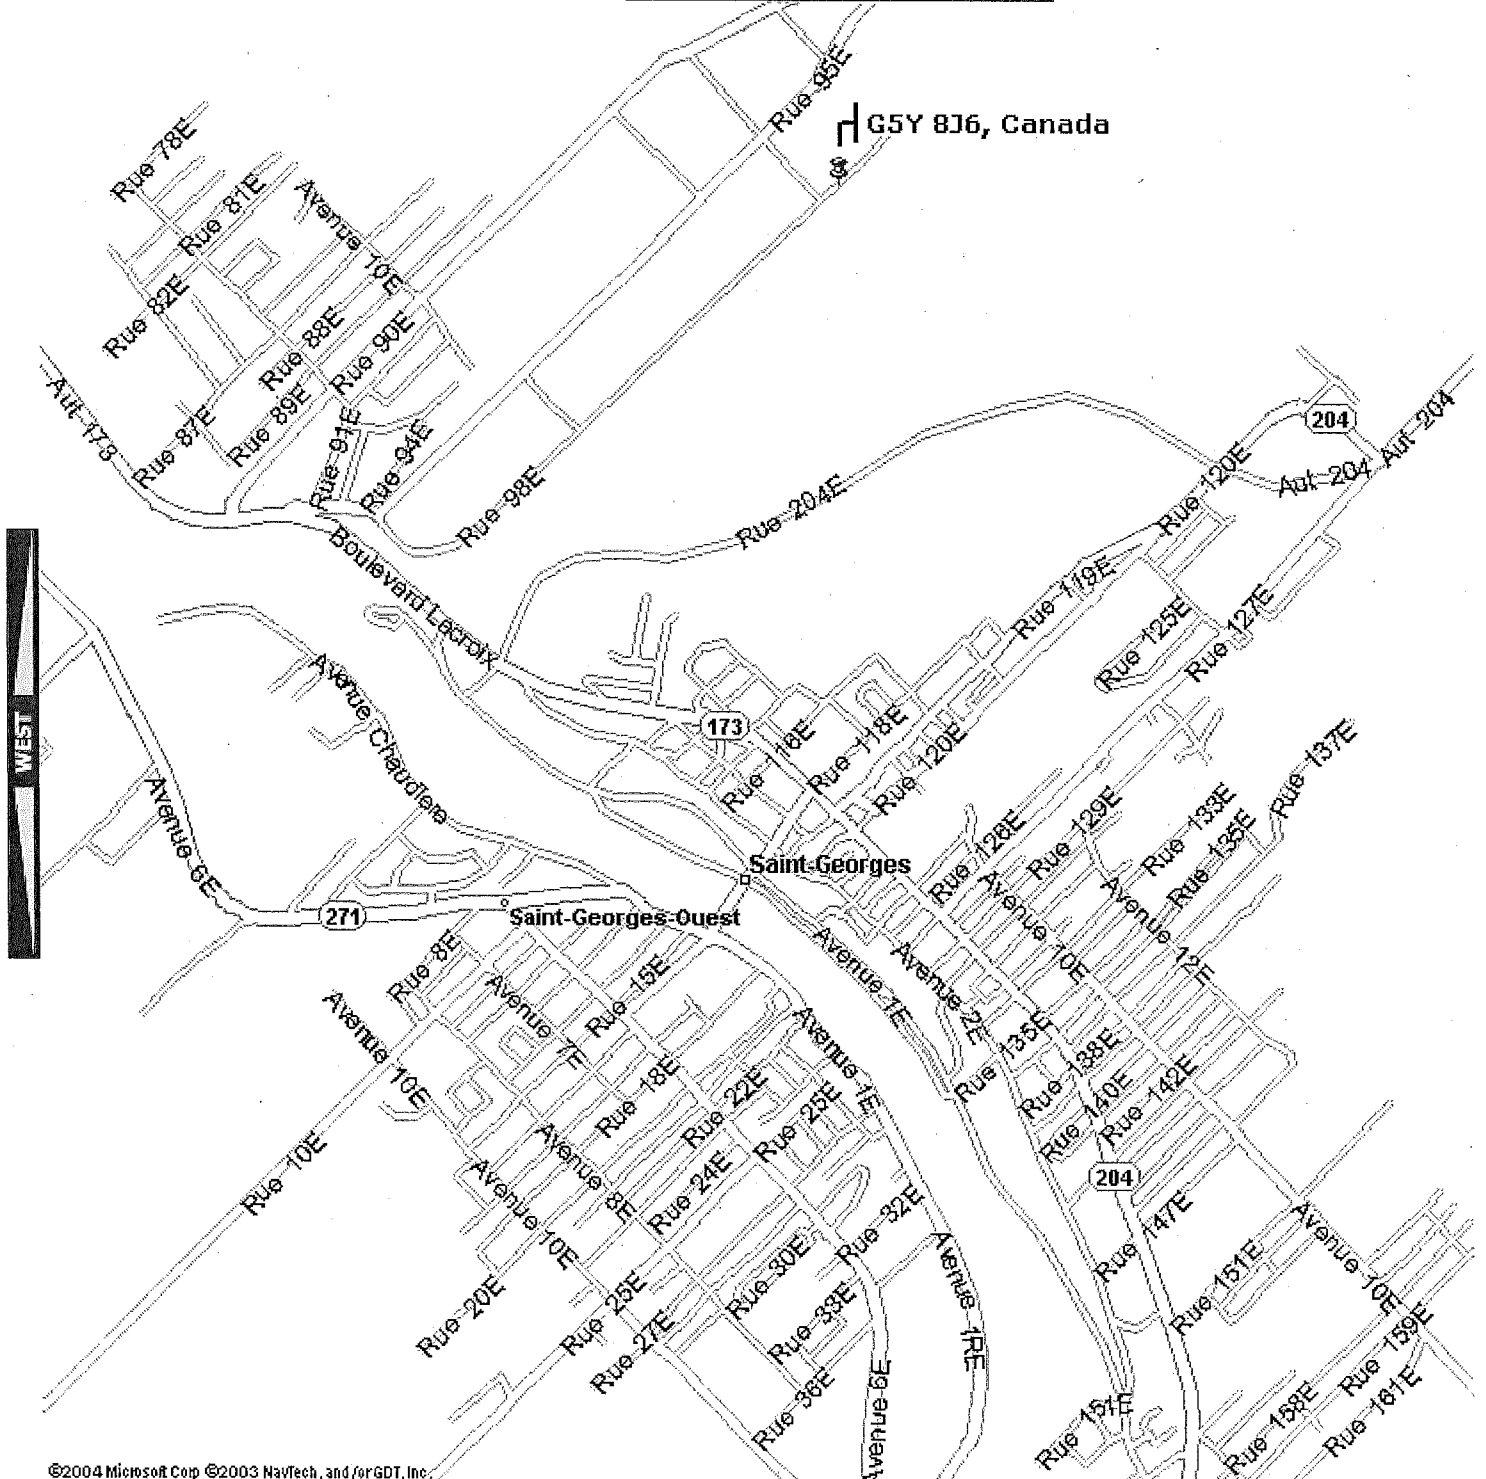 Rue 95E
G5Y 8J6, Canada
Rue 78E
Rue 81E
Avenue 10E
Rue 82E
Rue 88E
Rue 90E
Aut 173
Rue 87E
Rue 89E
Rue 91E
Rue 94E
Rue 98E
Rue 204E
204
Aut 204
Aut 204
Rue 120E
Boulevard Lacroix
Rue 119E
Rue 125E
Rue 127E
WEST
Avenue Chaudiere
173
Rue 116E
Rue 118E
Rue 120E
Rue 137E
Avenue 6E
Rue 126E
Rue 129E
Rue 133E
Rue 135E
Saint-Georges
271
Saint-Georges-Ouest
Avenue 10E
Avenue 12E
Avenue 1E
Avenue 2E
Rue 8E
Avenue 7E
Rue 15E
Avenue 10E
Avenue 1E
Rue 135E
Rue 138E
Rue 140E
Rue 142E
Rue 18E
Rue 22E
Rue 25E
Rue 10E
Avenue 8E
Rue 24E
Avenue 10E
204
Rue 32E
Rue 147E
Rue 30E
Avenue 1RE
Rue 151E
Avenue 10E
Rue 20E
Rue 25E
Rue 27E
Rue 33E
Rue 36E
Avenue 6E
Rue 151E
Rue 158E
Rue 159E
Rue 161E
©2004 Microsoft Corp ©2003 NavTech, and/or GDT, Inc.